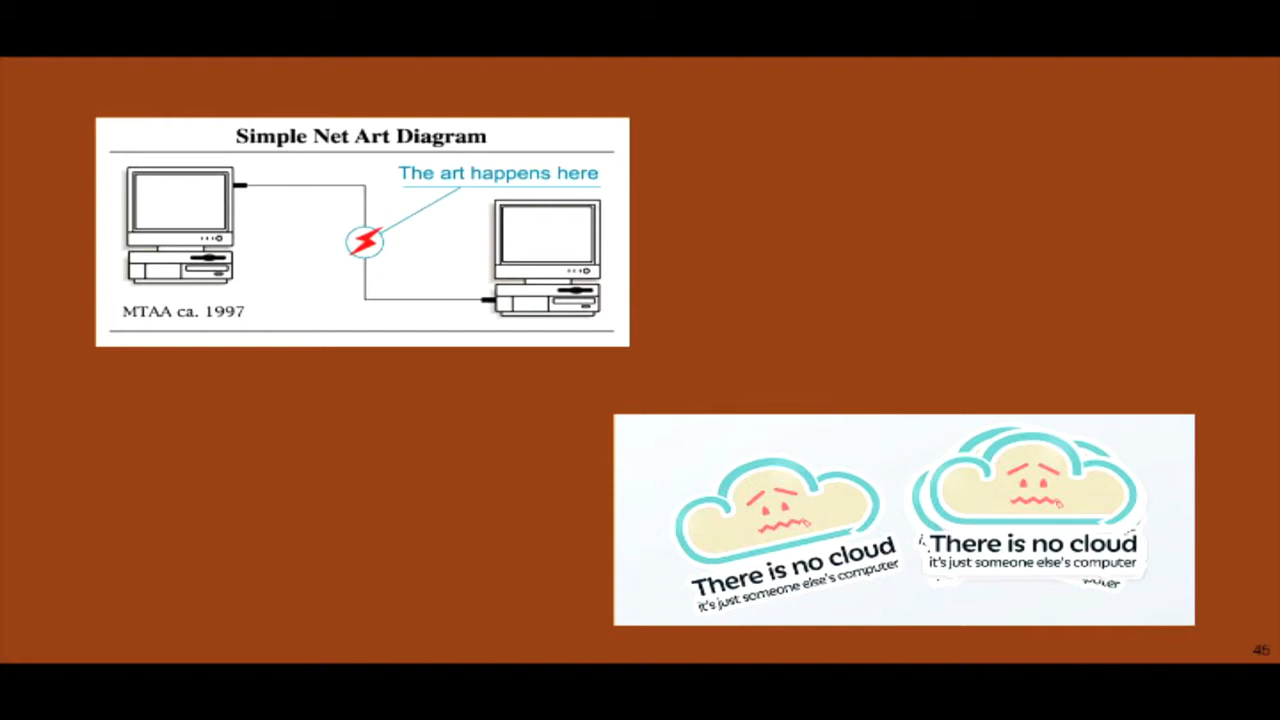 Simple Net Art Diagram
The art happens here
MTAA ca. 1997
There is no cloud
it's just someone else's computer
There is no cloud
it's just someone else's computer
45